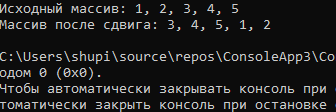 Исходный массив: 1, 2, 3, 4, 5
Массив после сдвига: 3, 4, 5, 1, 2
C:\Users\shupi\source\repos\ConsoleApp3\Co
одом 0 (0x0).
Чтобы автоматически закрывать консоль при
томатически закрыть консоль при остановке